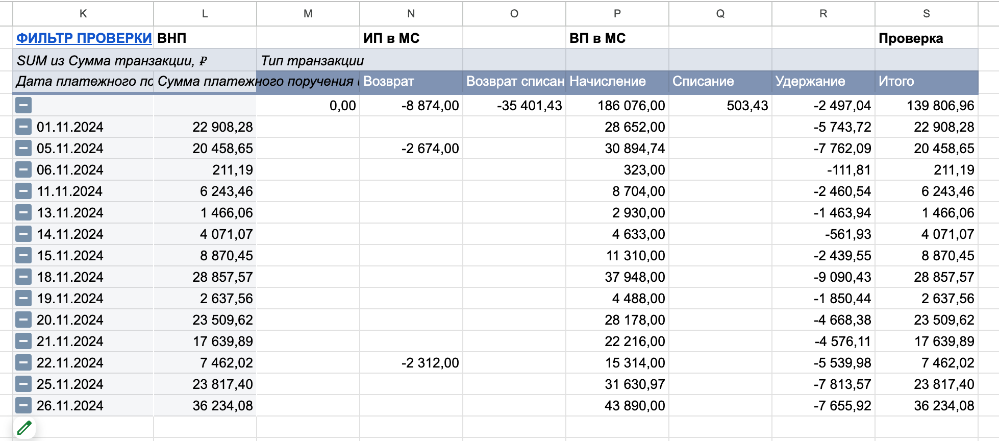 K L M N O P Q R S
ФИЛЬТР ПРОВЕРКИ ВНП ИП в МС ВП в МС Проверка
SUM из Сумма транзакции, ₽ Тип транзакции
Дата платежного по Сумма платежного поручения Возврат Возврат списан Начисление Списание Удержание Итого
0,00 -8 874,00 -35 401,43 186 076,00 503,43 -2 497,04 139 806,96
01.11.2024 22 908,28 28 652,00 -5 743,72 22 908,28
05.11.2024 20 458,65 -2 674,00 30 894,74 -7 762,09 20 458,65
06.11.2024 211,19 323,00 -111,81 211,19
11.11.2024 6 243,46 8 704,00 -2 460,54 6 243,46
13.11.2024 1 466,06 2 930,00 -1 463,94 1 466,06
14.11.2024 4 071,07 4 633,00 -561,93 4 071,07
15.11.2024 8 870,45 11 310,00 -2 439,55 8 870,45
18.11.2024 28 857,57 37 948,00 -9 090,43 28 857,57
19.11.2024 2 637,56 4 488,00 -1 850,44 2 637,56
20.11.2024 23 509,62 28 178,00 -4 668,38 23 509,62
21.11.2024 17 639,89 22 216,00 -4 576,11 17 639,89
22.11.2024 7 462,02 -2 312,00 15 314,00 -5 539,98 7 462,02
25.11.2024 23 817,40 31 630,97 -7 813,57 23 817,40
26.11.2024 36 234,08 43 890,00 -7 655,92 36 234,08